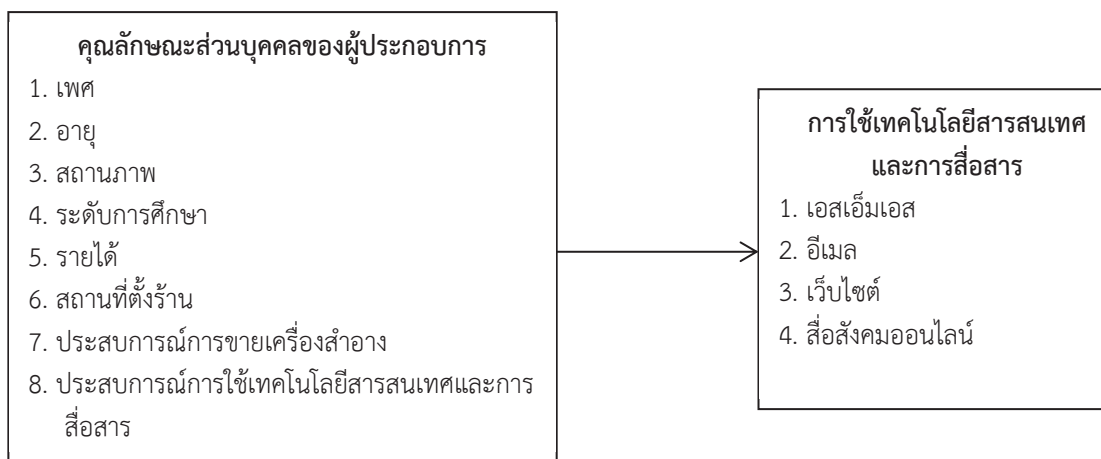 คุณลักษณะส่วนบุคคลของผู้ประกอบการ
1. เพศ
2. อายุ
3. สถานภาพ
4. ระดับการศึกษา
5. รายได้
6. สถานที่ตั้งร้าน
7. ประสบการณ์การขายเครื่องสำอาง
8. ประสบการณ์การใช้เทคโนโลยีสารสนเทศและการ
สื่อสาร
การใช้เทคโนโลยีสารสนเทศ
และการสื่อสาร
1. เอสเอ็มเอส
2. อีเมล
3. เว็บไซต์
4. สื่อสังคมออนไลน์